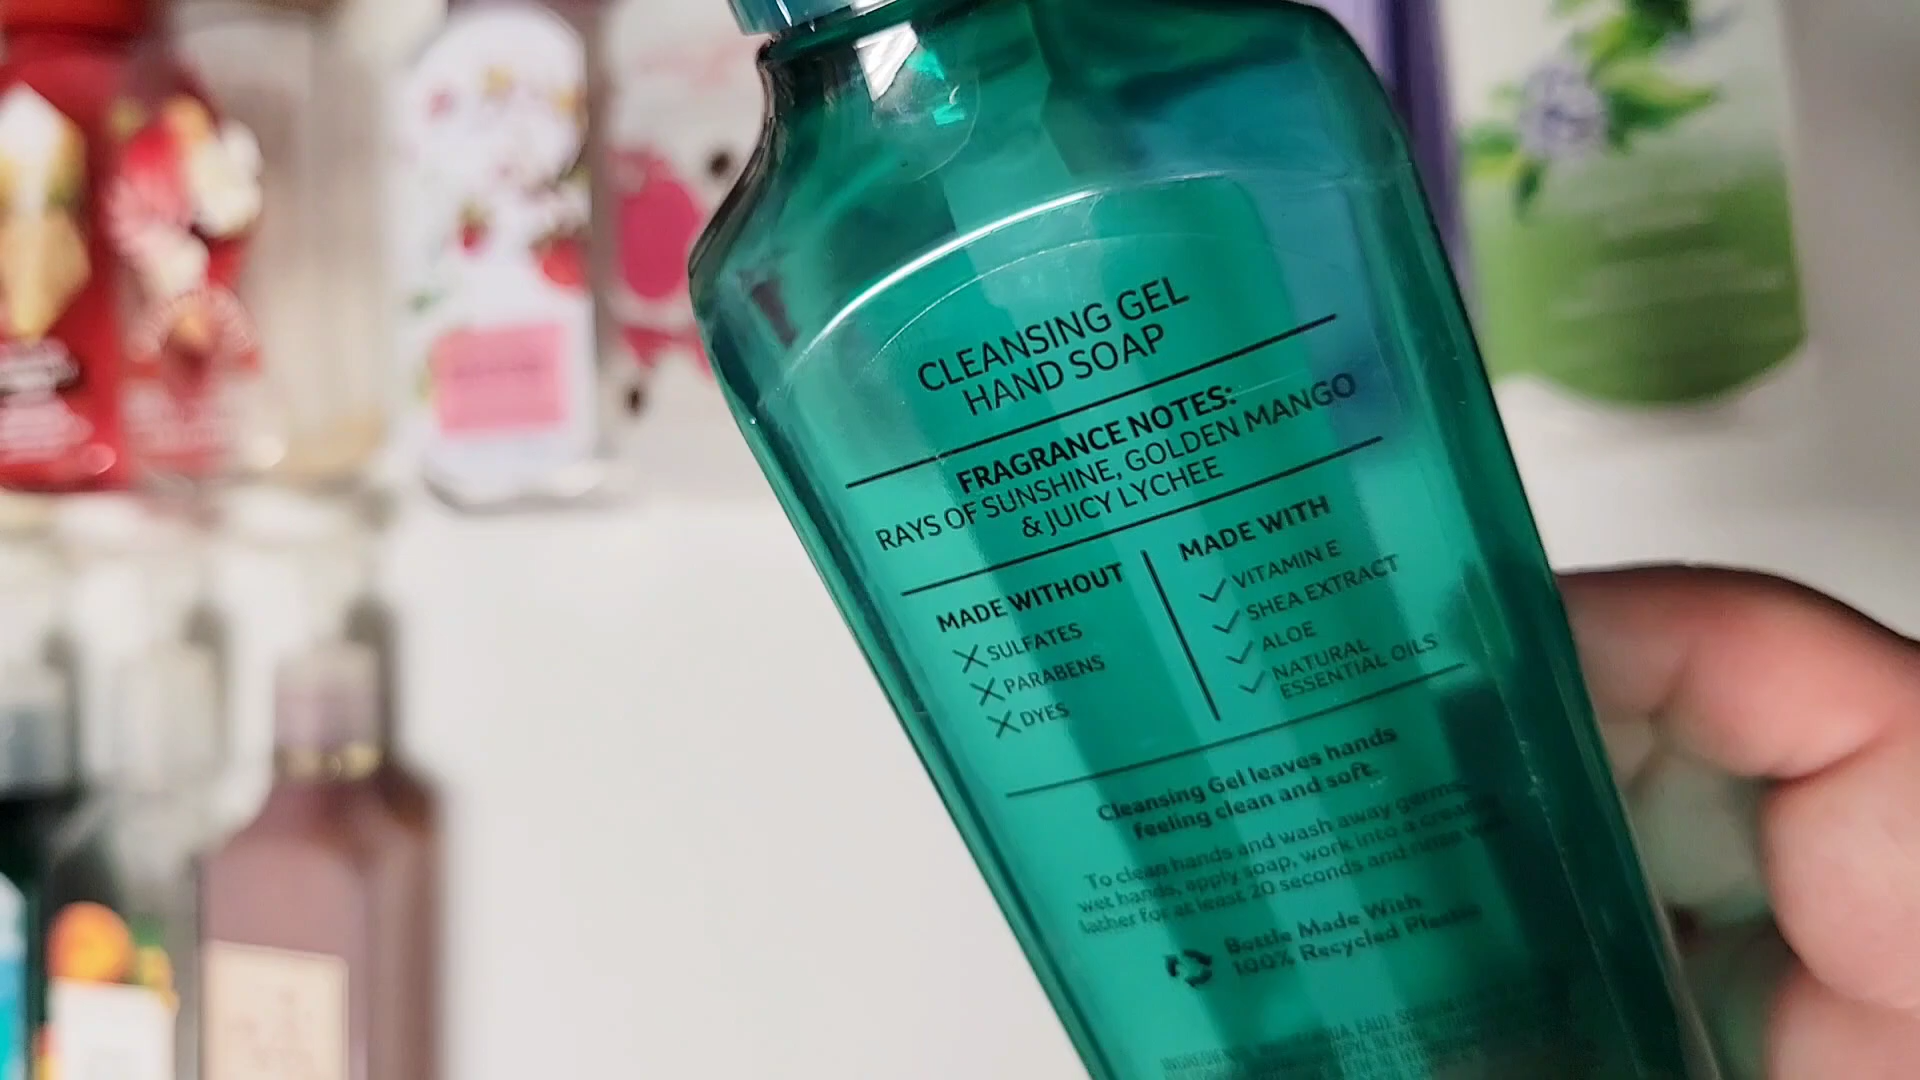 CLEANSING GEL
HAND SOAP
FRAGRANCE NOTES:
RAYS OF SUNSHINE, GOLDEN MANGO
& JUICY LYCHEE
MADE WITHOUT
SULFATES
PARABENS
DYES
MADE WITH
VITAMIN E
SHEA EXTRACT
ALOE
NATURAL
ESSENTIAL OILS
Cleansing Gel leaves hands
feeling clean and soft.
To clean hands and wash away germs
wet hands, apply soap, work into a creamy
lather for at least 20 seconds and rinse
Bottle Made With
100% Recycled Plastic